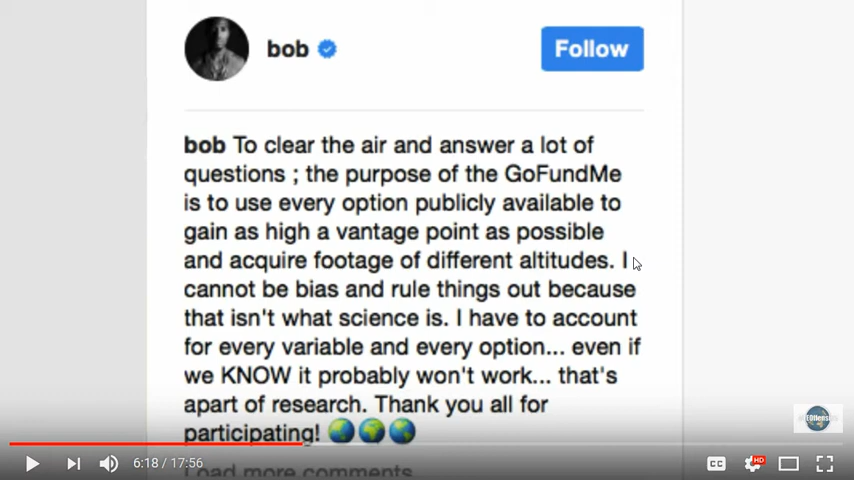 bob
Follow
bob To clear the air and answer a lot of
questions ; the purpose of the GoFundMe
is to use every option publicly available to
gain as high a vantage point as possible
and acquire footage of different altitudes. I
cannot be bias and rule things out because
that isn't what science is. I have to account
for every variable and every option... even if
we KNOW it probably won't work... that's
apart of research. Thank you all for
participating! 🌏🌍🌏
Load more comments
6:18 / 17:56
CC
HD